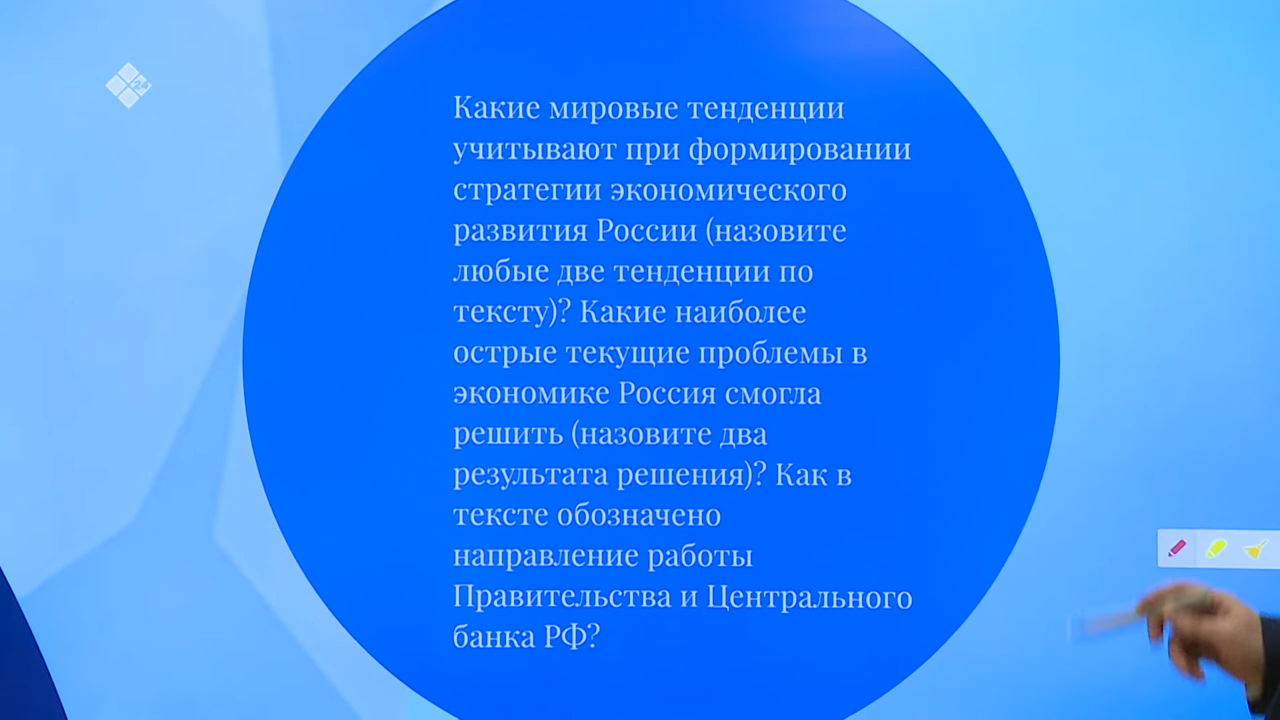 24
Какие мировые тенденции
учитывают при формировании
стратегии экономического
развития России (назовите
любые две тенденции по
тексту)? Какие наиболее
острые текущие проблемы в
экономике Россия смогла
решить (назовите два
результата решения)? Как в
тексте обозначено
направление работы
Правительства и Центрального
банка РФ?